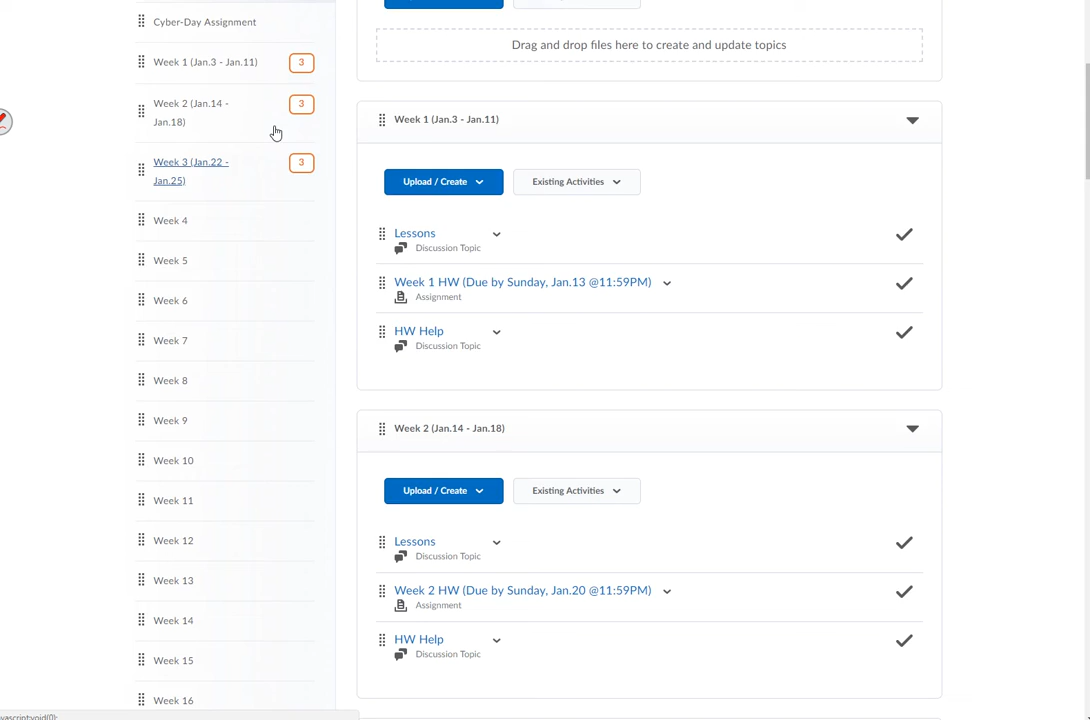 Cyber-Day Assignment
Week 1 (Jan.3 - Jan.11)
3
Week 2 (Jan.14 -
Jan.18)
3
Week 3 (Jan.22 -
Jan.25)
3
Week 4
Week 5
Week 6
Week 7
Week 8
Week 9
Week 10
Week 11
Week 12
Week 13
Week 14
Week 15
Week 16
Drag and drop files here to create and update topics
Week 1 (Jan.3 - Jan.11)
Upload / Create
Existing Activities
Lessons
Discussion Topic
Week 1 HW (Due by Sunday, Jan.13 @11:59PM)
Assignment
HW Help
Discussion Topic
Week 2 (Jan.14 - Jan.18)
Upload / Create
Existing Activities
Lessons
Discussion Topic
Week 2 HW (Due by Sunday, Jan.20 @11:59PM)
Assignment
HW Help
Discussion Topic